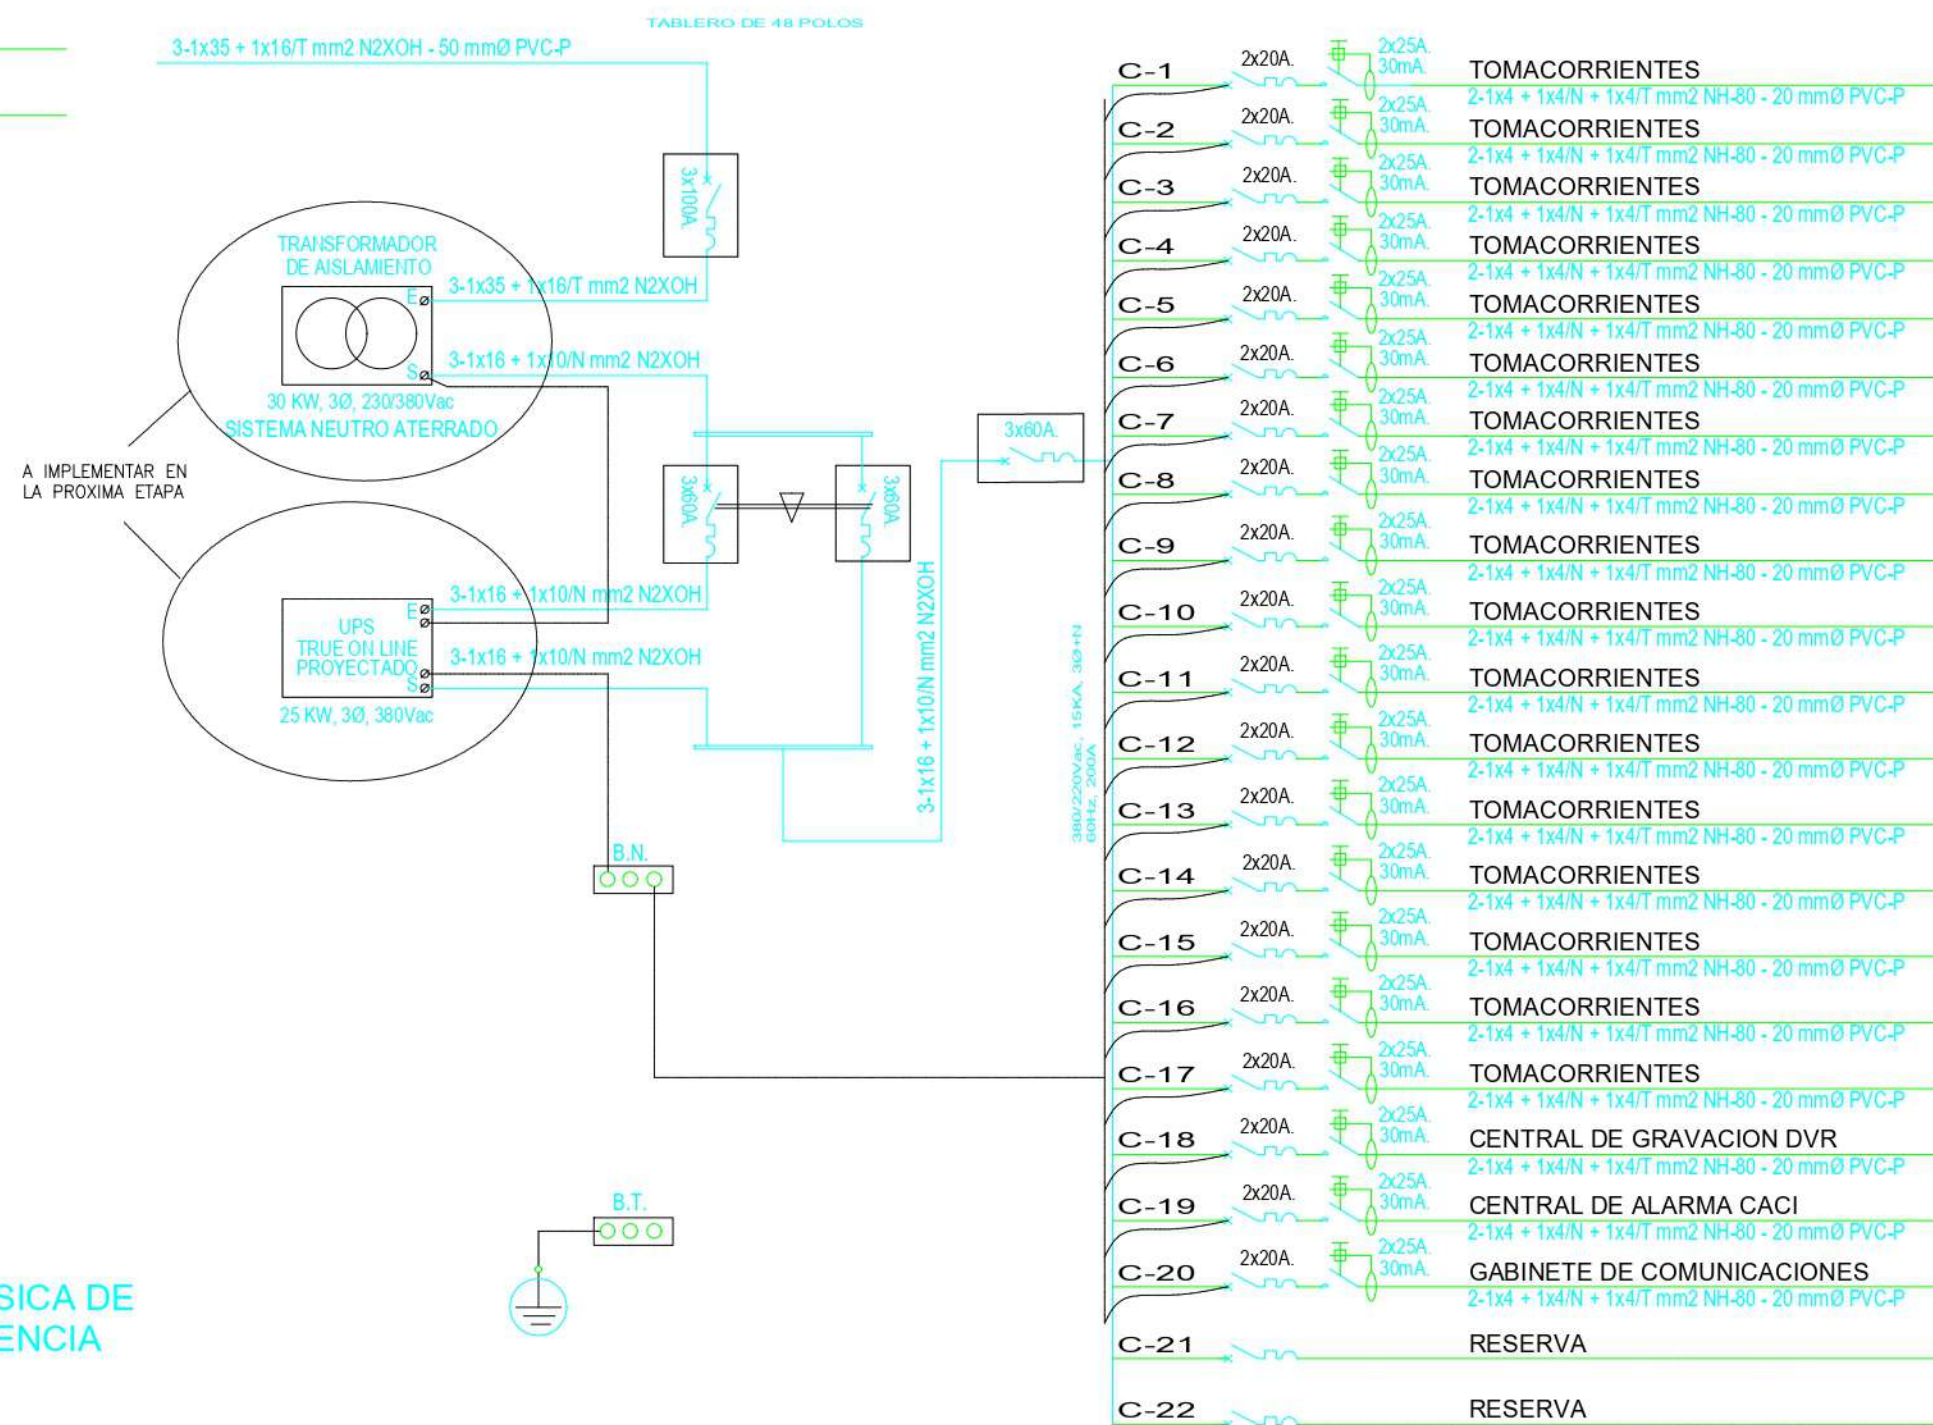 TABLERO DE 48 POLOS
3-1x35 + 1x16/T mm2 N2XOH - 50 mmØ PVC-P
3x100A.
TRANSFORMADOR
DE AISLAMIENTO
E
3-1x35 + 1x16/T mm2 N2XOH
S
3-1x16 + 1x10/N mm2 N2XOH
30 KW, 3Ø, 230/380Vac
SISTEMA NEUTRO ATERRADO
A IMPLEMENTAR EN
LA PROXIMA ETAPA
3x60A.
3x60A.
3x60A.
E
3-1x16 + 1x10/N mm2 N2XOH
UPS
TRUE ON LINE
PROYECTADO
S
3-1x16 + 1x10/N mm2 N2XOH
25 KW, 3Ø, 380Vac
3-1x16 + 1x10/N mm2 N2XOH
380/220Vac, 15KA, 3Ø+N
60Hz, 200A
B.N.
B.T.
SICA DE
ENCIA
C-1 2x20A. 2x25A. 30mA. TOMACORRIENTES
2-1x4 + 1x4/N + 1x4/T mm2 NH-80 - 20 mmØ PVC-P
C-2 2x20A. 2x25A. 30mA. TOMACORRIENTES
2-1x4 + 1x4/N + 1x4/T mm2 NH-80 - 20 mmØ PVC-P
C-3 2x20A. 2x25A. 30mA. TOMACORRIENTES
2-1x4 + 1x4/N + 1x4/T mm2 NH-80 - 20 mmØ PVC-P
C-4 2x20A. 2x25A. 30mA. TOMACORRIENTES
2-1x4 + 1x4/N + 1x4/T mm2 NH-80 - 20 mmØ PVC-P
C-5 2x20A. 2x25A. 30mA. TOMACORRIENTES
2-1x4 + 1x4/N + 1x4/T mm2 NH-80 - 20 mmØ PVC-P
C-6 2x20A. 2x25A. 30mA. TOMACORRIENTES
2-1x4 + 1x4/N + 1x4/T mm2 NH-80 - 20 mmØ PVC-P
C-7 2x20A. 2x25A. 30mA. TOMACORRIENTES
2-1x4 + 1x4/N + 1x4/T mm2 NH-80 - 20 mmØ PVC-P
C-8 2x20A. 2x25A. 30mA. TOMACORRIENTES
2-1x4 + 1x4/N + 1x4/T mm2 NH-80 - 20 mmØ PVC-P
C-9 2x20A. 2x25A. 30mA. TOMACORRIENTES
2-1x4 + 1x4/N + 1x4/T mm2 NH-80 - 20 mmØ PVC-P
C-10 2x20A. 2x25A. 30mA. TOMACORRIENTES
2-1x4 + 1x4/N + 1x4/T mm2 NH-80 - 20 mmØ PVC-P
C-11 2x20A. 2x25A. 30mA. TOMACORRIENTES
2-1x4 + 1x4/N + 1x4/T mm2 NH-80 - 20 mmØ PVC-P
C-12 2x20A. 2x25A. 30mA. TOMACORRIENTES
2-1x4 + 1x4/N + 1x4/T mm2 NH-80 - 20 mmØ PVC-P
C-13 2x20A. 2x25A. 30mA. TOMACORRIENTES
2-1x4 + 1x4/N + 1x4/T mm2 NH-80 - 20 mmØ PVC-P
C-14 2x20A. 2x25A. 30mA. TOMACORRIENTES
2-1x4 + 1x4/N + 1x4/T mm2 NH-80 - 20 mmØ PVC-P
C-15 2x20A. 2x25A. 30mA. TOMACORRIENTES
2-1x4 + 1x4/N + 1x4/T mm2 NH-80 - 20 mmØ PVC-P
C-16 2x20A. 2x25A. 30mA. TOMACORRIENTES
2-1x4 + 1x4/N + 1x4/T mm2 NH-80 - 20 mmØ PVC-P
C-17 2x20A. 2x25A. 30mA. TOMACORRIENTES
2-1x4 + 1x4/N + 1x4/T mm2 NH-80 - 20 mmØ PVC-P
C-18 2x20A. 2x25A. 30mA. CENTRAL DE GRAVACION DVR
2-1x4 + 1x4/N + 1x4/T mm2 NH-80 - 20 mmØ PVC-P
C-19 2x20A. 2x25A. 30mA. CENTRAL DE ALARMA CACI
2-1x4 + 1x4/N + 1x4/T mm2 NH-80 - 20 mmØ PVC-P
C-20 2x20A. 2x25A. 30mA. GABINETE DE COMUNICACIONES
2-1x4 + 1x4/N + 1x4/T mm2 NH-80 - 20 mmØ PVC-P
C-21 RESERVA
C-22 RESERVA